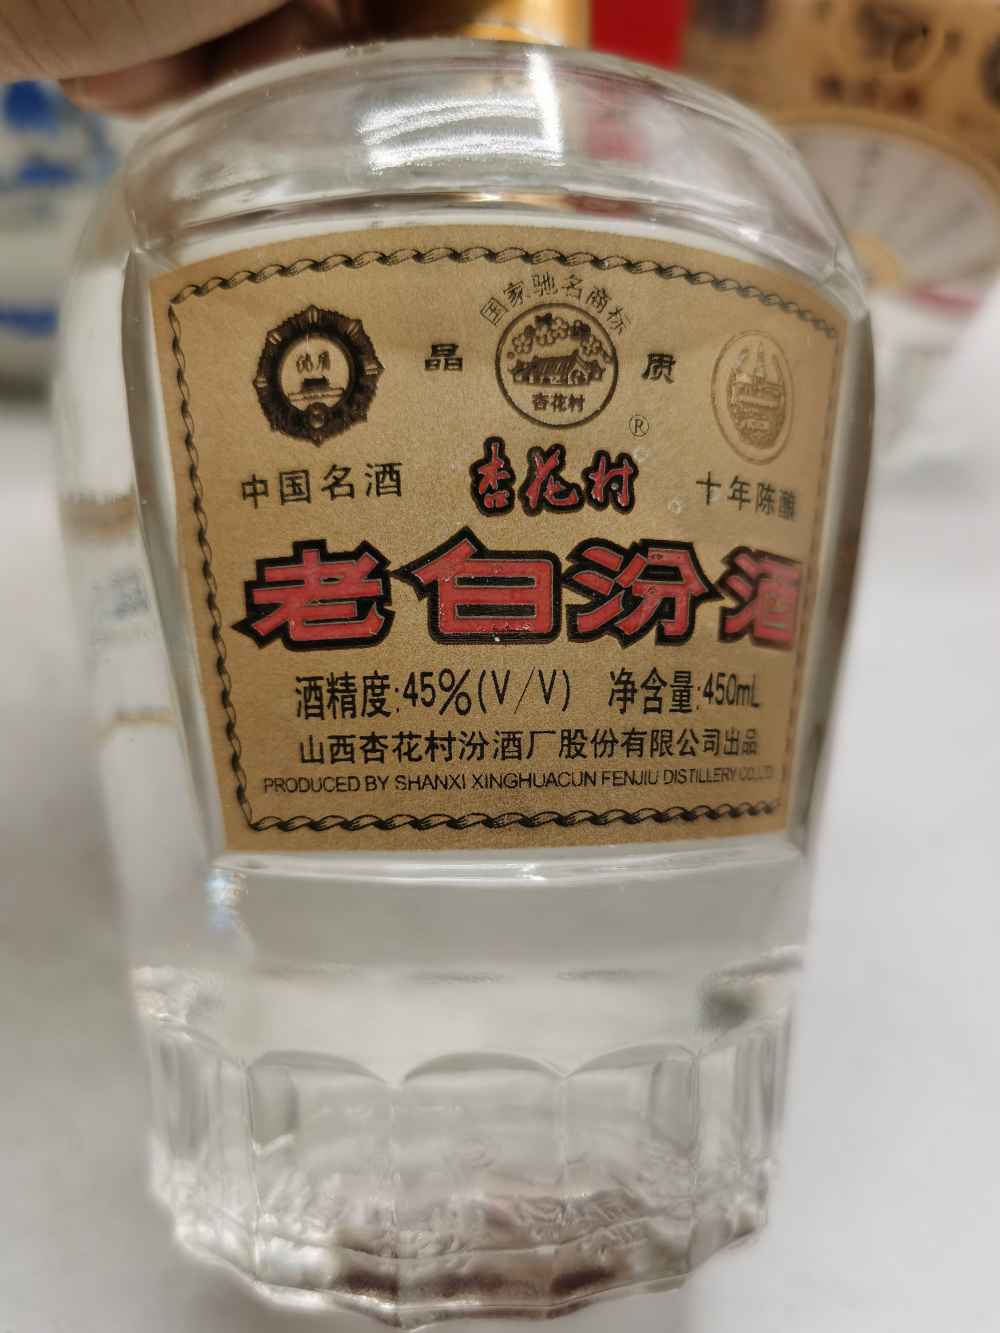 国家驰名商标
优质
晶 质
杏花村
®
中国名酒
杏花村
十年陈酿
老白汾酒
酒精度:45%(V/V) 净含量:450mL
山西杏花村汾酒厂股份有限公司出品
PRODUCED BY SHANXI XINGHUACUN FENJIU DISTILLERY CO.,LTD